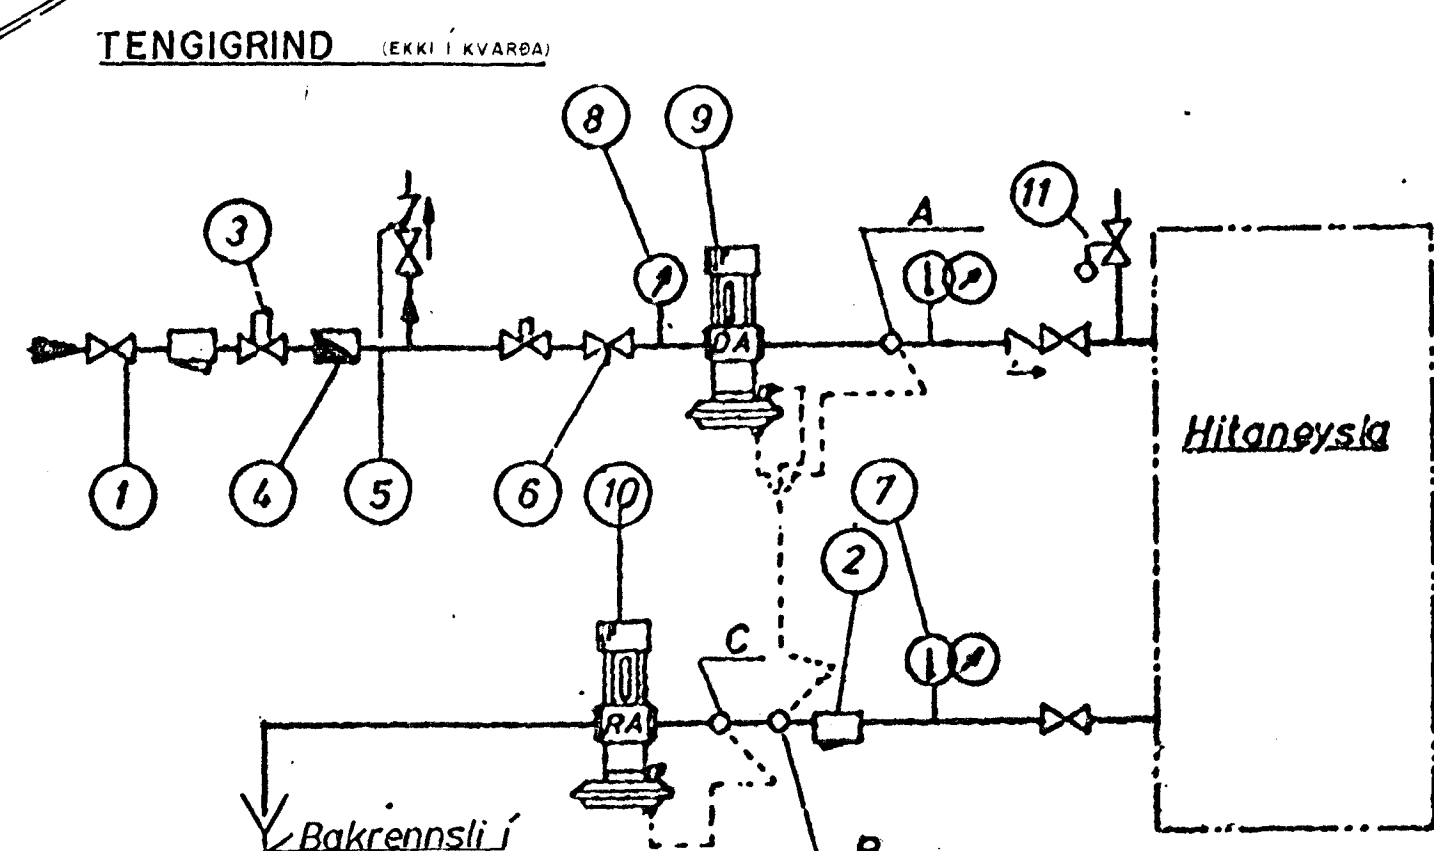 TENGIGRIND (EKKI Í KVARÐA)
8 9
3 A 11
DA
Hitaneysla
1 4 5 6 10 7
2
C
RA
Bakrennsli í